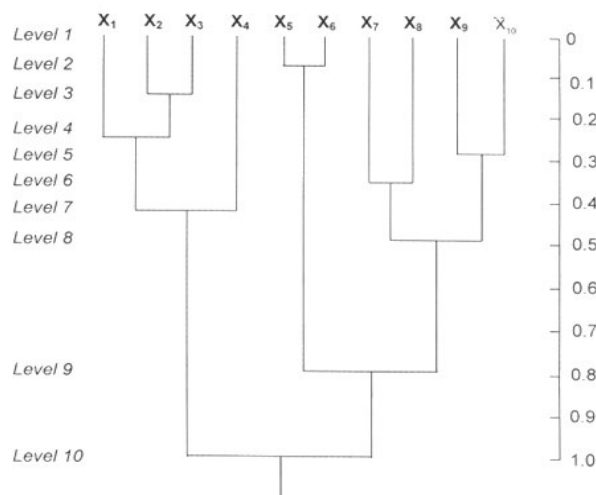 Level 1 X₁ X₂ X₃ X₄ X₅ X₆ X₇ X₈ X₉ X₁₀ 0
Level 2
0.1
Level 3
0.2
Level 4
Level 5
0.3
Level 6
0.4
Level 7
Level 8
0.5
0.6
0.7
Level 9
0.8
0.9
Level 10 1.0